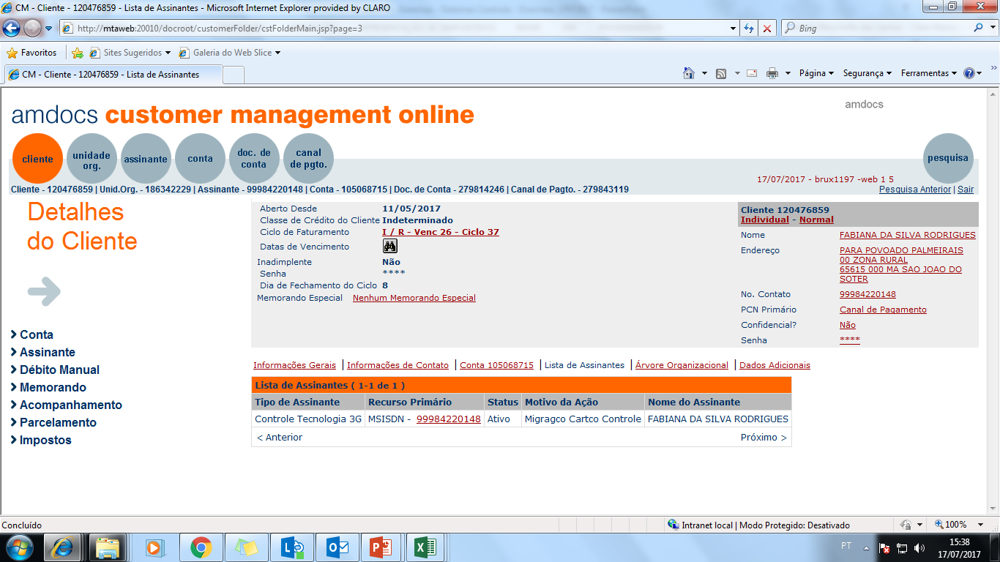 CM - Cliente - 120476859 - Lista de Assinantes - Microsoft Internet Explorer provided by CLARO
http://mtaweb:20010/docroot/customerFolder/cstFolderMain.jsp?page=3
Bing
Favoritos Sites Sugeridos Galeria do Web Slice
CM - Cliente - 120476859 - Lista de Assinantes
Página Segurança Ferramentas
amdocs customer management online
amdocs
cliente
unidade org.
assinante
conta
doc. de conta
canal de pgto.
pesquisa
17/07/2017 - brux1197 -web 1 5
Cliente - 120476859 | Unid.Org. - 186342229 | Assinante - 99984220148 | Conta - 105068715 | Doc. de Conta - 279814246 | Canal de Pagto. - 279843119
Pesquisa Anterior | Sair
Detalhes
do Cliente
Conta
Assinante
Débito Manual
Memorando
Acompanhamento
Parcelamento
Impostos
Aberto Desde 11/05/2017
Classe de Crédito do Cliente Indeterminado
Ciclo de Faturamento I / R - Venc 26 - Ciclo 37
Datas de Vencimento
Inadimplente Não
Senha ****
Dia de Fechamento do Ciclo 8
Memorando Especial Nenhum Memorando Especial
Cliente 120476859
Individual - Normal
Nome FABIANA DA SILVA RODRIGUES
Endereço PARA POVOADO PALMEIRAIS
00 ZONA RURAL
65615 000 MA SAO JOAO DO
SOTER
No. Contato 99984220148
PCN Primário Canal de Pagamento
Confidencial? Não
Senha ****
Informações Gerais | Informações de Contato | Conta 105068715 | Lista de Assinantes | Árvore Organizacional | Dados Adicionais
Lista de Assinantes ( 1-1 de 1 )
Tipo de Assinante Recurso Primário Status Motivo da Ação Nome do Assinante
Controle Tecnologia 3G MSISDN - 99984220148 Ativo Migragco Cartco Controle FABIANA DA SILVA RODRIGUES
< Anterior Próximo >
Concluído
Intranet local | Modo Protegido: Desativado
100%
PT
15:38
17/07/2017